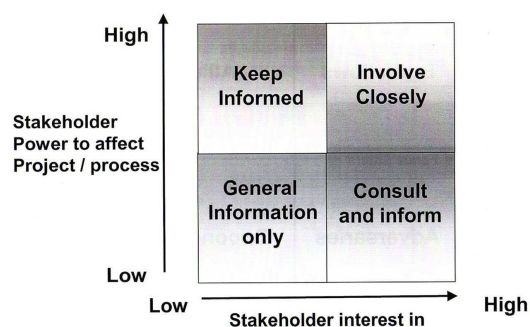 High
Keep
Informed
Involve
Closely
Stakeholder
Power to affect
Project / process
General
Information
only
Consult
and inform
Low
Low
High
Stakeholder interest in